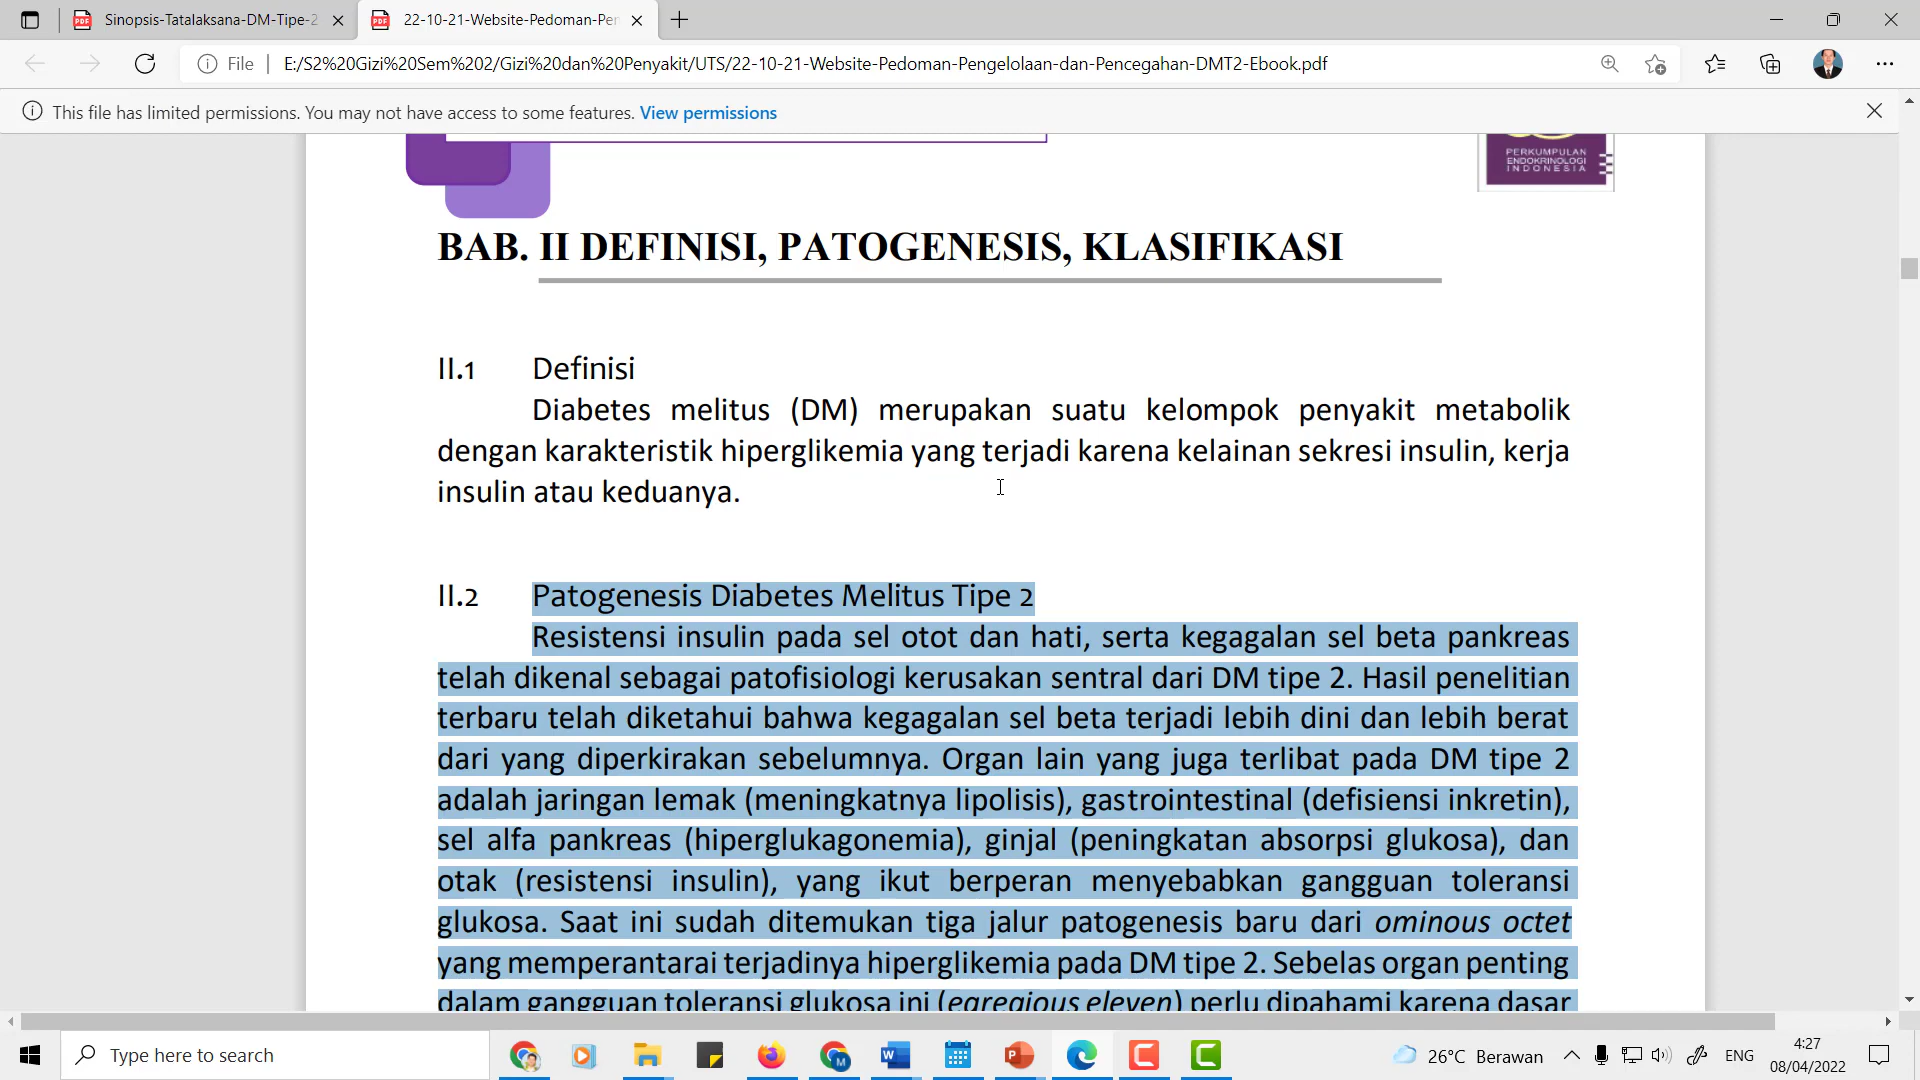 Sinopsis-Tatalaksana-DM-Tipe-2
22-10-21-Website-Pedoman-Pen
File
E:/S2%20Gizi%20Sem%202/Gizi%20dan%20Penyakit/UTS/22-10-21-Website-Pedoman-Pengelolaan-dan-Pencegahan-DMT2-Ebook.pdf
This file has limited permissions. You may not have access to some features. View permissions
PERKUMPULAN
ENDOKRINOLOGI
INDONESIA
BAB. II DEFINISI, PATOGENESIS, KLASIFIKASI
II.1 Definisi
Diabetes melitus (DM) merupakan suatu kelompok penyakit metabolik
dengan karakteristik hiperglikemia yang terjadi karena kelainan sekresi insulin, kerja
insulin atau keduanya.
II.2 Patogenesis Diabetes Melitus Tipe 2
Resistensi insulin pada sel otot dan hati, serta kegagalan sel beta pankreas
telah dikenal sebagai patofisiologi kerusakan sentral dari DM tipe 2. Hasil penelitian
terbaru telah diketahui bahwa kegagalan sel beta terjadi lebih dini dan lebih berat
dari yang diperkirakan sebelumnya. Organ lain yang juga terlibat pada DM tipe 2
adalah jaringan lemak (meningkatnya lipolisis), gastrointestinal (defisiensi inkretin),
sel alfa pankreas (hiperglukagonemia), ginjal (peningkatan absorpsi glukosa), dan
otak (resistensi insulin), yang ikut berperan menyebabkan gangguan toleransi
glukosa. Saat ini sudah ditemukan tiga jalur patogenesis baru dari ominous octet
yang memperantarai terjadinya hiperglikemia pada DM tipe 2. Sebelas organ penting
dalam gangguan toleransi glukosa ini (egregious eleven) perlu dipahami karena dasar
Type here to search
26°C Berawan
ENG
4:27
08/04/2022